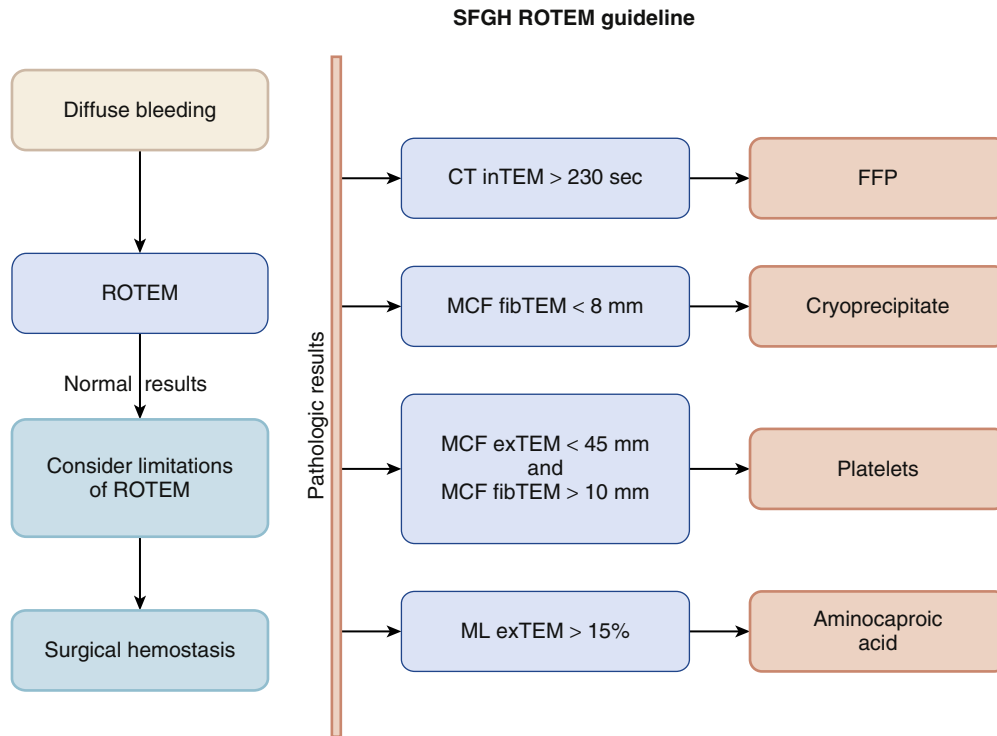 SFGH ROTEM guideline
Diffuse bleeding
ROTEM
Normal results
Consider limitations
of ROTEM
Surgical hemostasis
Pathologic results
CT inTEM > 230 sec
FFP
MCF fibTEM < 8 mm
Cryoprecipitate
MCF exTEM < 45 mm
and
MCF fibTEM > 10 mm
Platelets
ML exTEM > 15%
Aminocaproic
acid